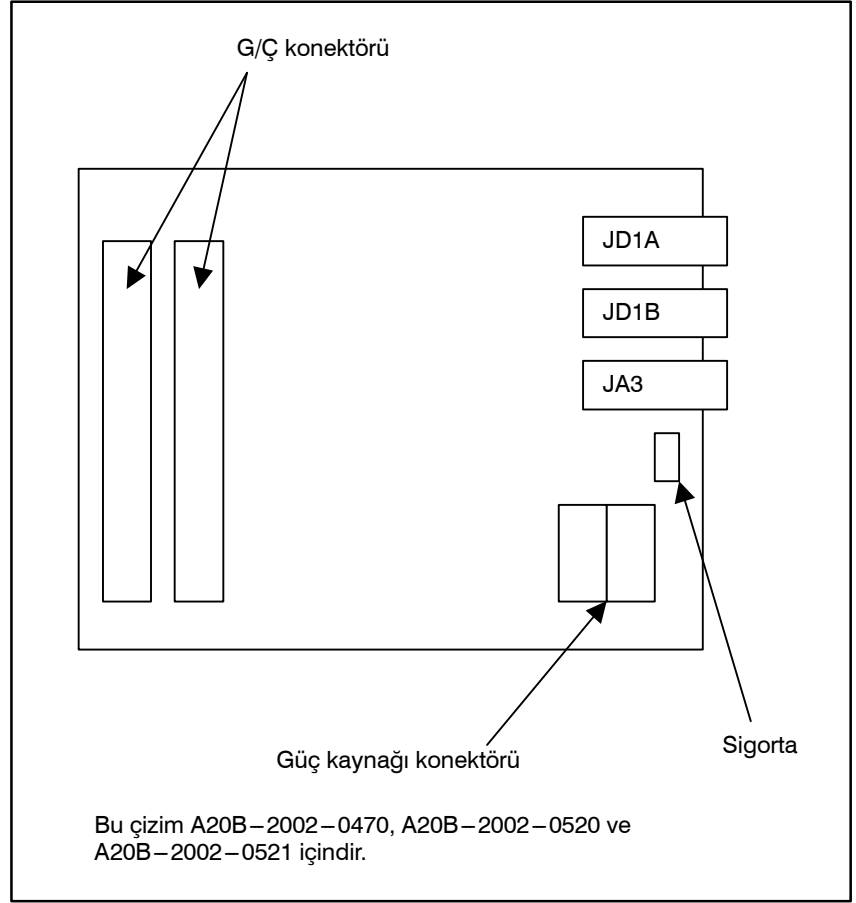 G/Ç konektörü
JD1A
JD1B
JA3
Sigorta
Güç kaynağı konektörü
Bu çizim A20B−2002−0470, A20B−2002−0520 ve
A20B−2002−0521 içindir.